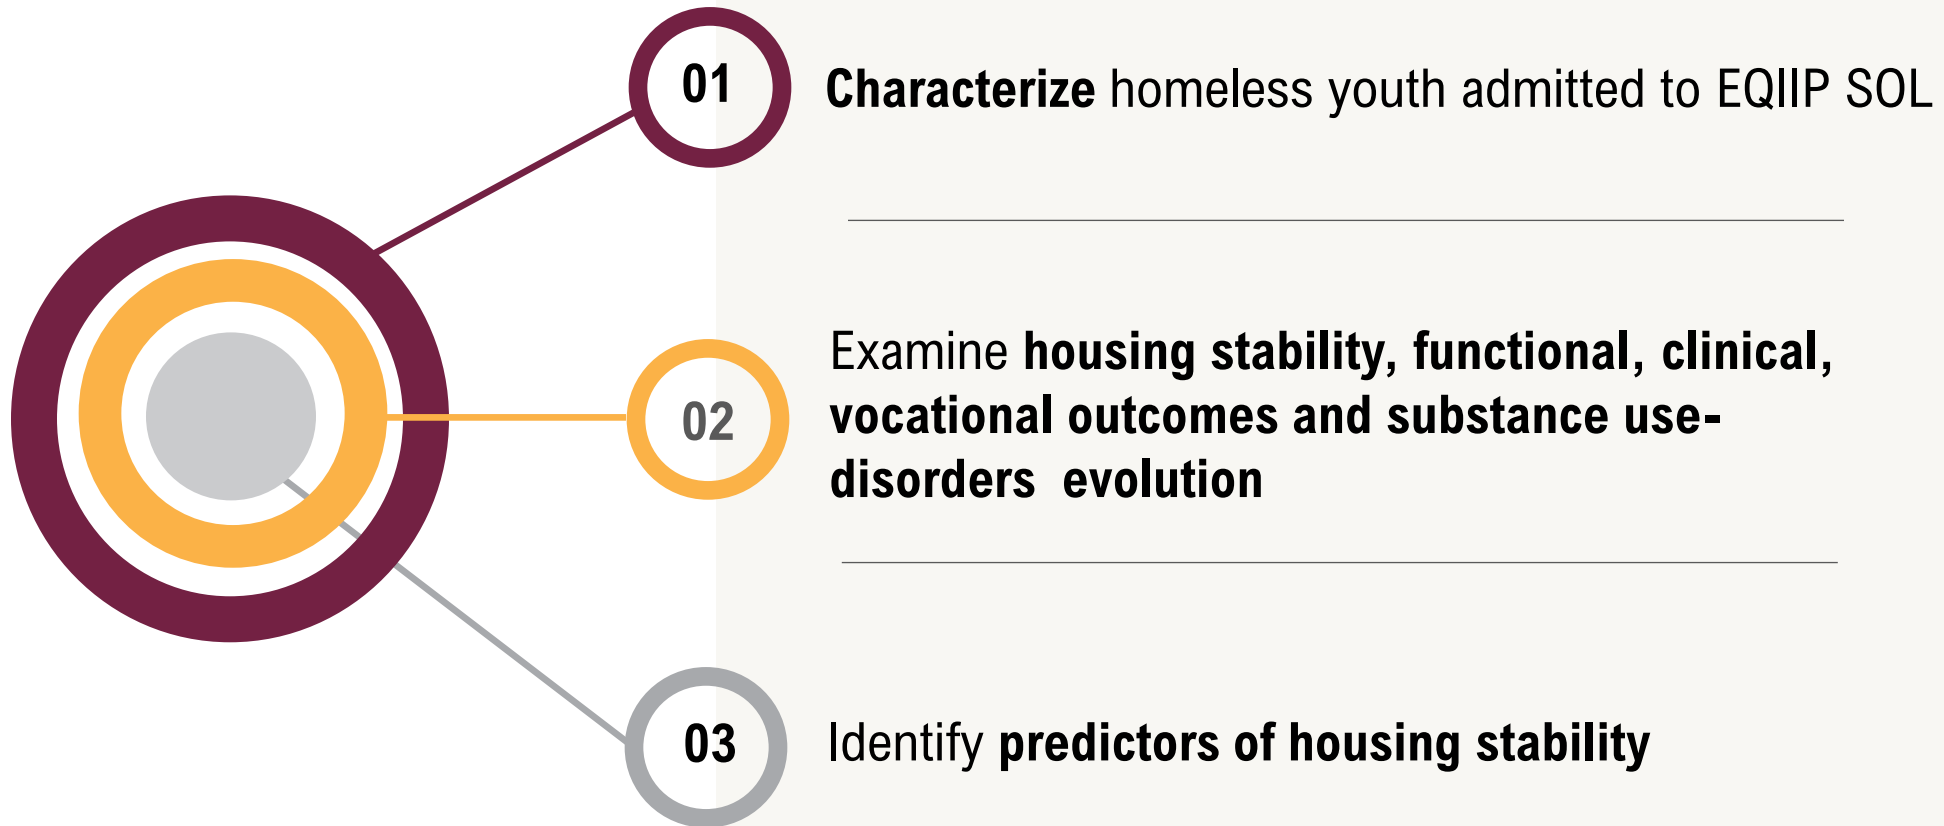 01
Characterize homeless youth admitted to EQIIP SOL
02
Examine housing stability, functional, clinical,
vocational outcomes and substance use-
disorders  evolution
03
Identify predictors of housing stability